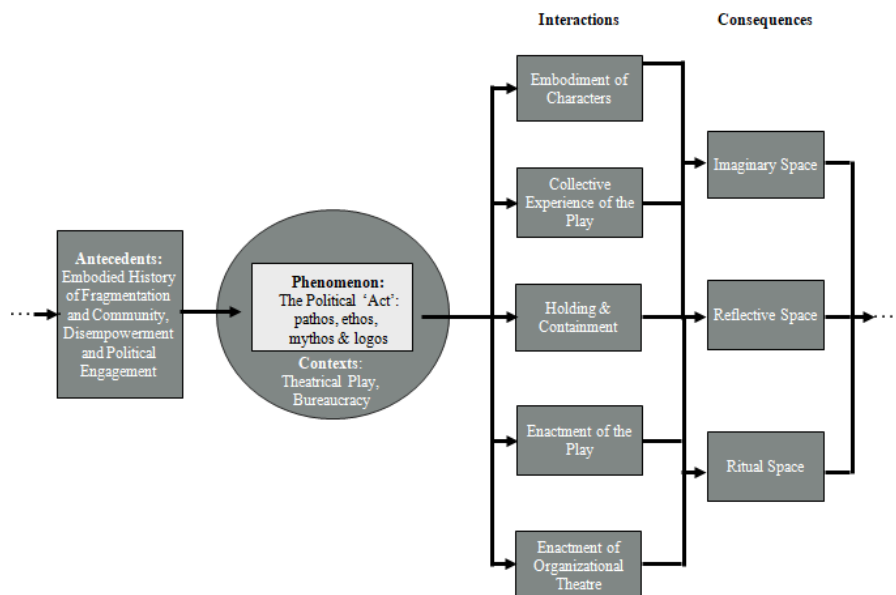 Interactions
Consequences
Antecedents:
Embodied History
of Fragmentation
and Community,
Disempowerment
and Political
Engagement
Phenomenon:
The Political ‘Act’:
pathos, ethos,
mythos & logos
Contexts:
Theatrical Play,
Bureaucracy
Embodiment of
Characters
Collective
Experience of the
Play
Holding &
Containment
Enactment of the
Play
Enactment of
Organizational
Theatre
Imaginary Space
Reflective Space
Ritual Space